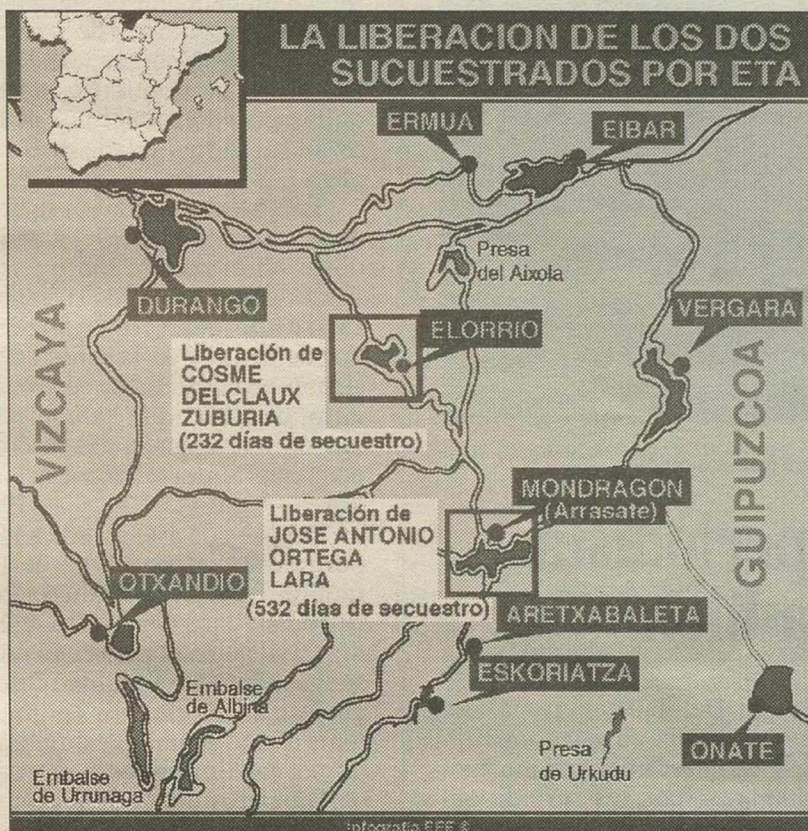 LA LIBERACION DE LOS DOS
SUCUESTRADOS POR ETA
ERMUA
EIBAR
Presa
del Aixola
DURANGO
VERGARA
ELORRIO
VIZCAYA
Liberación de
COSME
DELCLAUX
ZUBURIA
(232 días de secuestro)
GUIPUZCOA
MONDRAGON
(Arrasate)
Liberación de
JOSE ANTONIO
ORTEGA
LARA
(532 días de secuestro)
OTXANDIO
ARETXABALETA
ESKORIATZA
Embalse
de Albina
Presa
de Urkudu
ONATE
Embalse
de Urrunaga
Infografía EFE ©